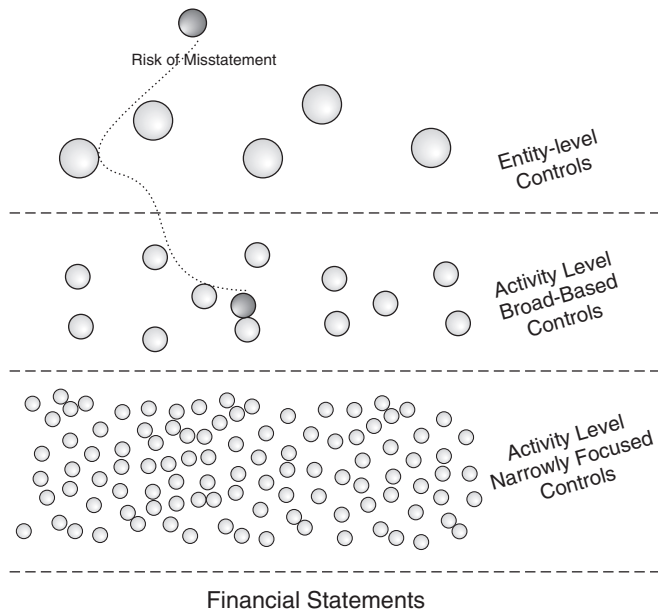 Risk of Misstatement
Entity-level
Controls
Activity Level
Broad-Based
Controls
Activity Level
Narrowly Focused
Controls
Financial Statements